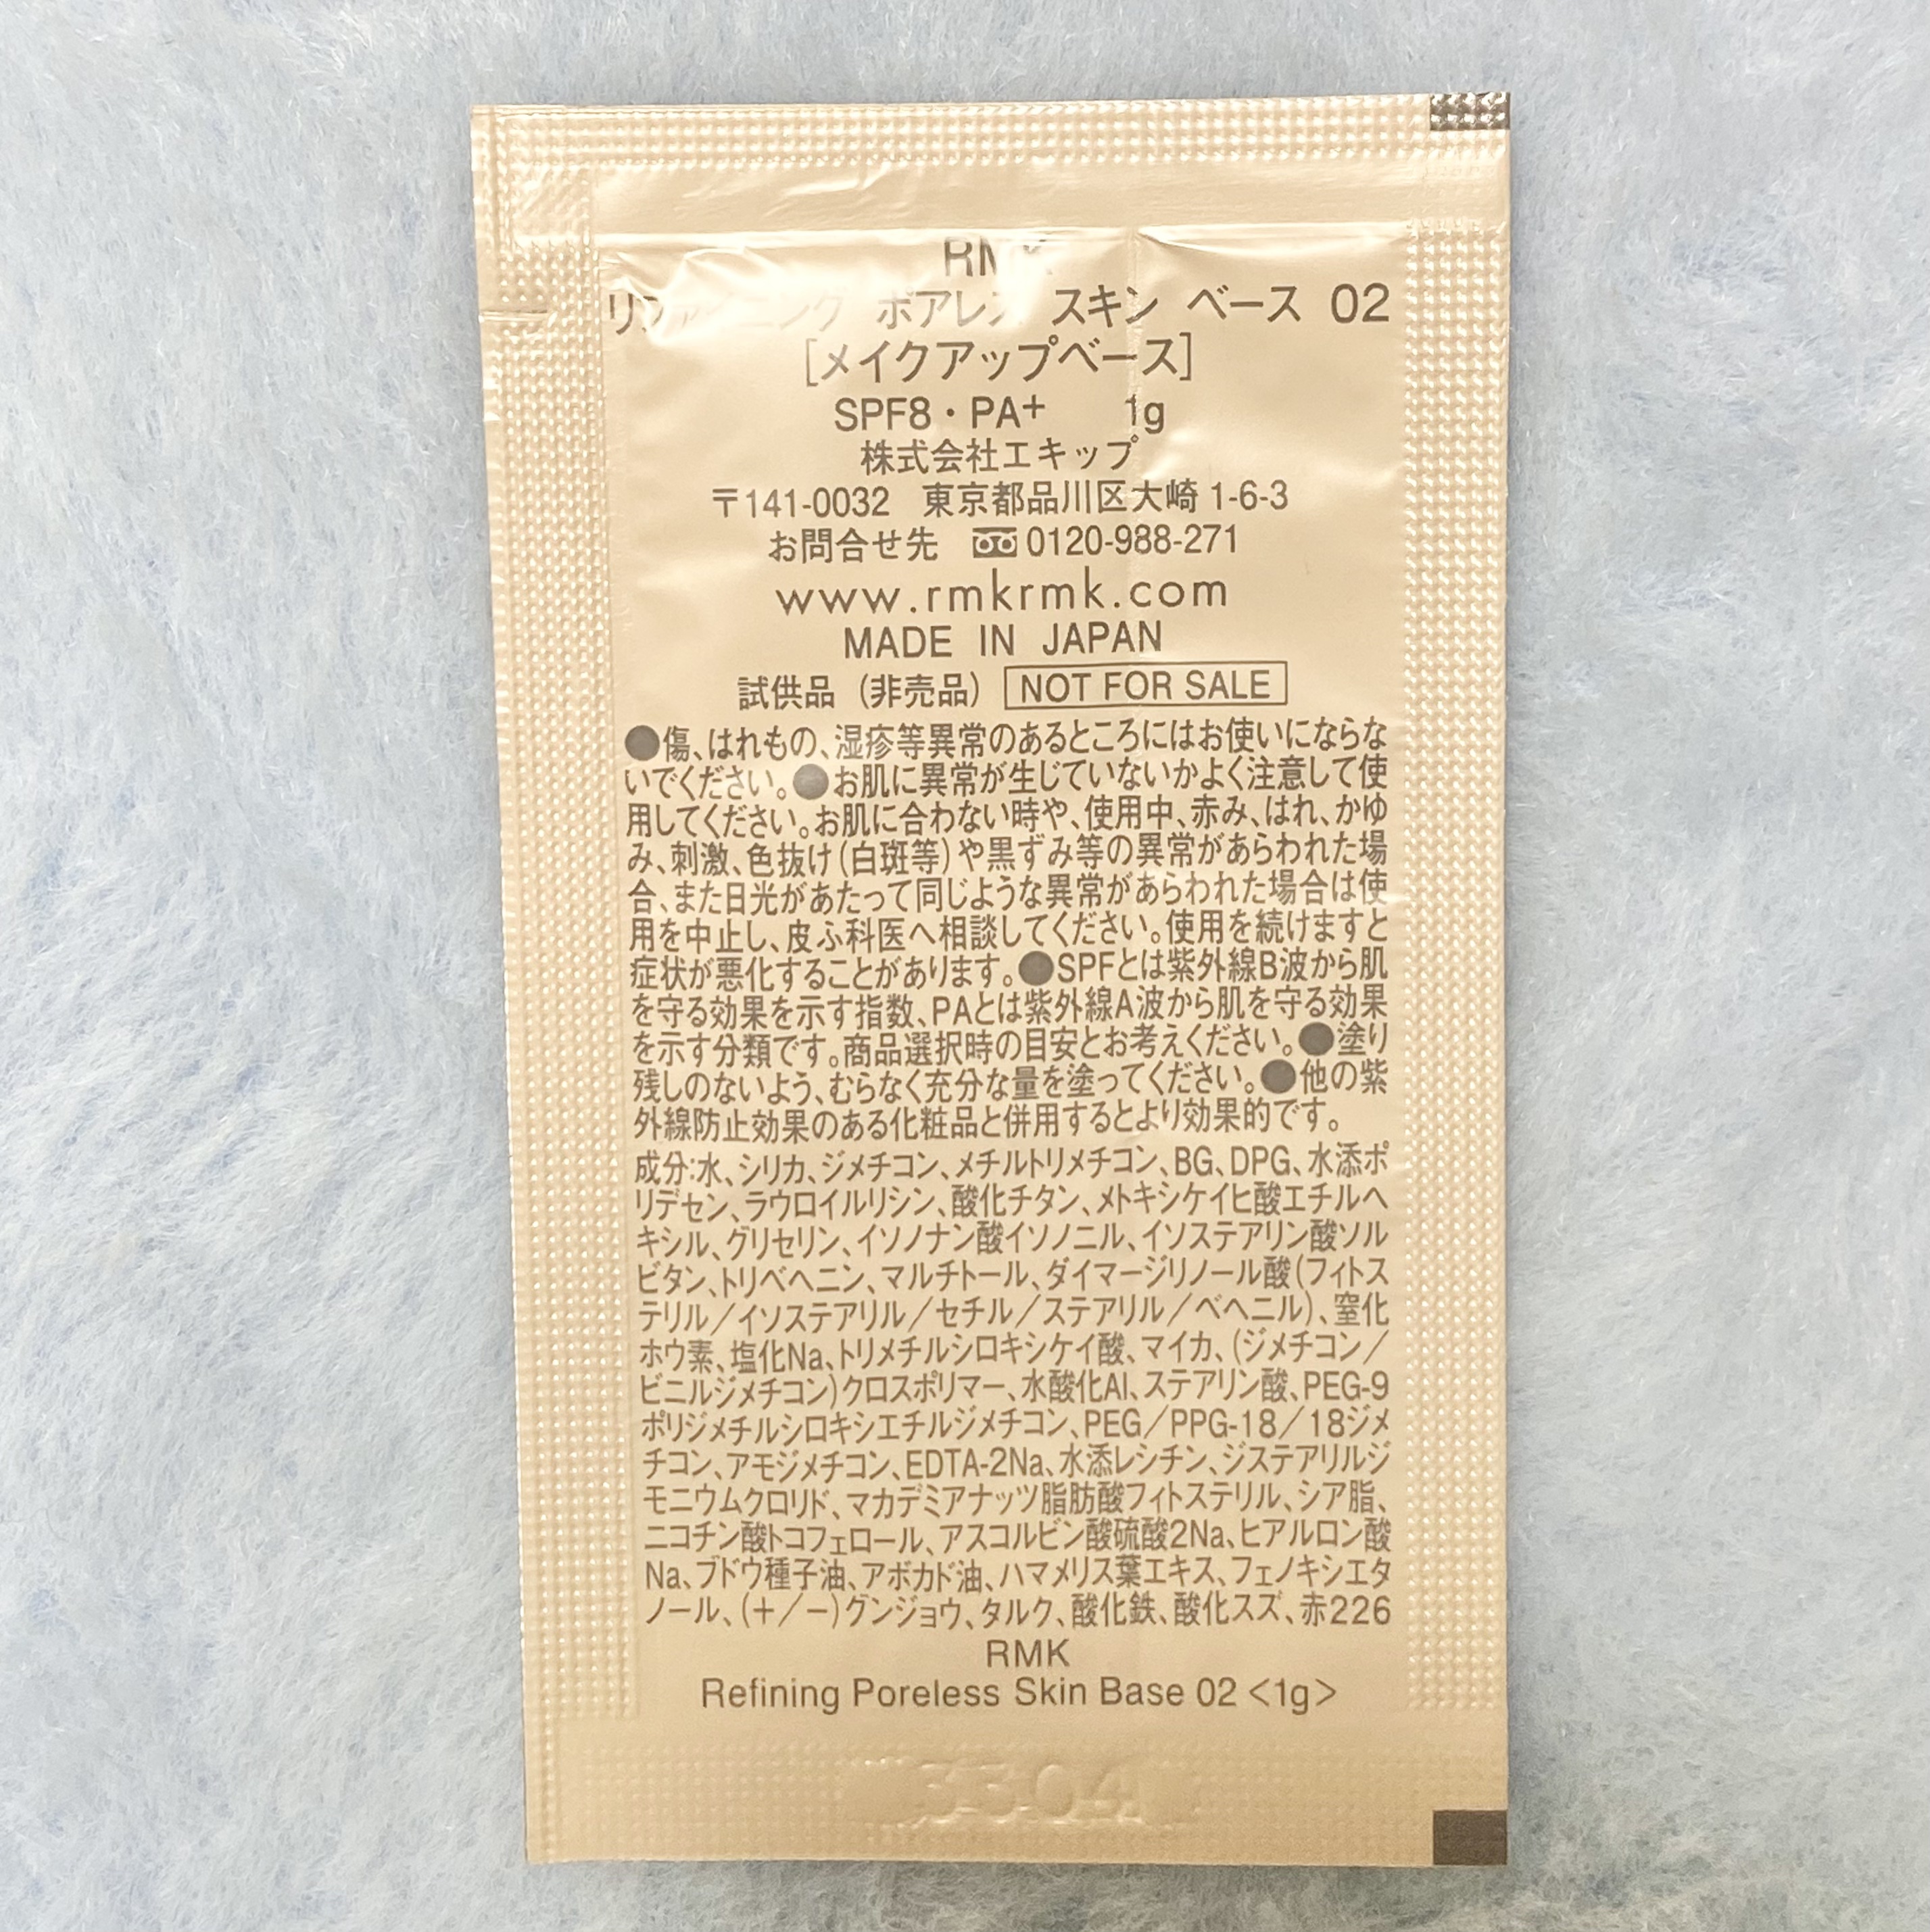 RMK
リファイニング ポアレス スキン ベース 02
[メイクアップベース]
SPF8・PA+ 1g
株式会社エキップ
〒141-0032 東京都品川区大崎 1-6-3
お問合せ先 0120-988-271
www.rmkrmk.com
MADE IN JAPAN
試供品 (非売品) NOT FOR SALE
●傷、はれもの、湿疹等異常のあるところにはお使いにならな
いでください。●お肌に異常が生じていないかよく注意して使
用してください。お肌に合わない時や、使用中、赤み、はれ、かゆ
み、刺激、色抜け(白斑等)や黒ずみ等の異常があらわれた場
合、また日光があたって同じような異常があらわれた場合は使
用を中止し、皮ふ科医へ相談してください。使用を続けますと
症状が悪化することがあります。●SPFとは紫外線B波から肌
を守る効果を示す指数、PAとは紫外線A波から肌を守る効果
を示す分類です。商品選択時の目安とお考えください。●塗り
残しのないよう、むらなく充分な量を塗ってください。●他の紫
外線防止効果のある化粧品と併用するとより効果的です。
成分:水、シリカ、ジメチコン、メチルトリメチコン、BG、DPG、水添ポ
リデセン、ラウロイルリシン、酸化チタン、メトキシケイヒ酸エチルヘ
キシル、グリセリン、イソノナン酸イソノニル、イソステアリン酸ソル
ビタン、トリベヘニン、マルチトール、ダイマージリノール酸(フィトス
テリル/イソステアリル/セチル/ステアリル/ベヘニル)、窒化
ホウ素、塩化Na、トリメチルシロキシケイ酸、マイカ、(ジメチコン/
ビニルジメチコン)クロスポリマー、水酸化Al、ステアリン酸、PEG-9
ポリジメチルシロキシエチルジメチコン、PEG/PPG-18/18ジメ
チコン、アモジメチコン、EDTA-2Na、水添レシチン、ジステアリルジ
モニウムクロリド、マカデミアナッツ脂肪酸フィトステリル、シア脂、
ニコチン酸トコフェロール、アスコルビン酸硫酸2Na、ヒアルロン酸
Na、ブドウ種子油、アボカド油、ハマメリス葉エキス、フェノキシエタ
ノール、(+/-)グンジョウ、タルク、酸化鉄、酸化スズ、赤226
RMK
Refining Poreless Skin Base 02 <1g>
3304